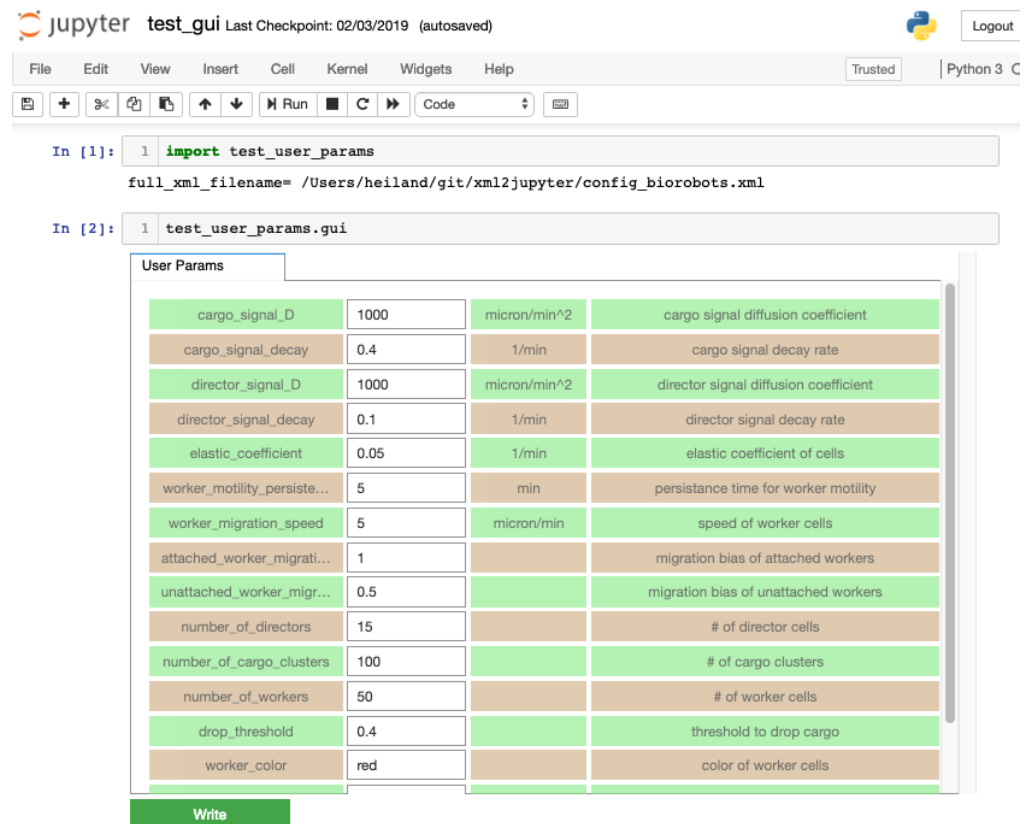 jupyter test_gui Last Checkpoint: 02/03/2019 (autosaved) Logout
File Edit View Insert Cell Kernel Widgets Help Trusted Python 3
Run Code
In [1]: 1 import test_user_params
full_xml_filename= /Users/heiland/git/xml2jupyter/config_biorobots.xml
In [2]: 1 test_user_params.gui
User Params
cargo_signal_D 1000 micron/min^2 cargo signal diffusion coefficient
cargo_signal_decay 0.4 1/min cargo signal decay rate
director_signal_D 1000 micron/min^2 director signal diffusion coefficient
director_signal_decay 0.1 1/min director signal decay rate
elastic_coefficient 0.05 1/min elastic coefficient of cells
worker_motility_persiste... 5 min persistance time for worker motility
worker_migration_speed 5 micron/min speed of worker cells
attached_worker_migrati... 1 migration bias of attached workers
unattached_worker_migr... 0.5 migration bias of unattached workers
number_of_directors 15 # of director cells
number_of_cargo_clusters 100 # of cargo clusters
number_of_workers 50 # of worker cells
drop_threshold 0.4 threshold to drop cargo
worker_color red color of worker cells
Write